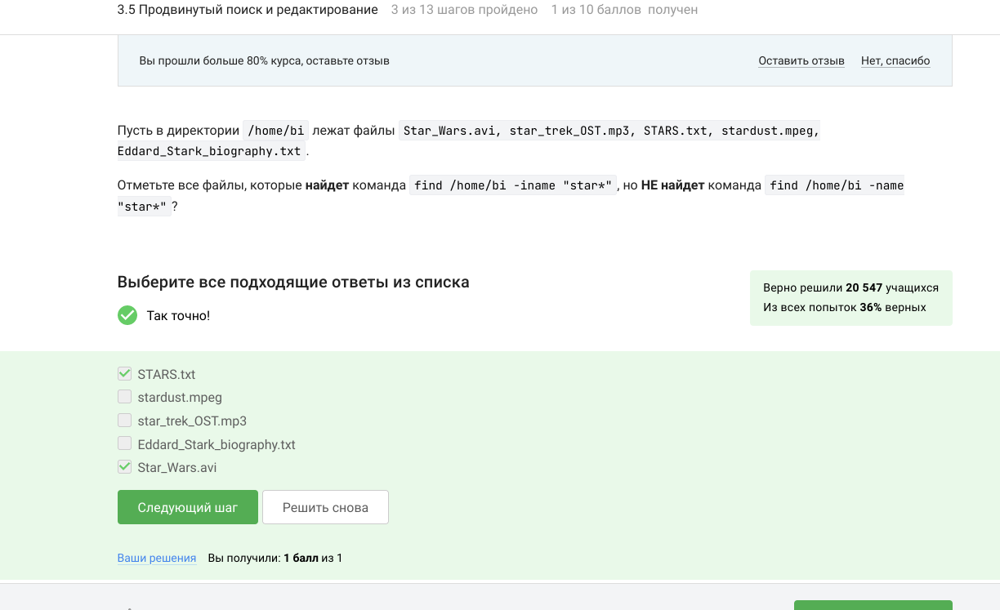 3.5 Продвинутый поиск и редактирование 3 из 13 шагов пройдено 1 из 10 баллов получен
Вы прошли больше 80% курса, оставьте отзыв Оставить отзыв Нет, спасибо
Пусть в директории /home/bi лежат файлы Star_Wars.avi, star_trek_OST.mp3, STARS.txt, stardust.mpeg,
Eddard_Stark_biography.txt.
Отметьте все файлы, которые найдет команда find /home/bi -iname "star*", но НЕ найдет команда find /home/bi -name
"star*"?
Выберите все подходящие ответы из списка
Верно решили 20 547 учащихся
Из всех попыток 36% верных
Так точно!
STARS.txt
stardust.mpeg
star_trek_OST.mp3
Eddard_Stark_biography.txt
Star_Wars.avi
Следующий шаг Решить снова
Ваши решения Вы получили: 1 балл из 1